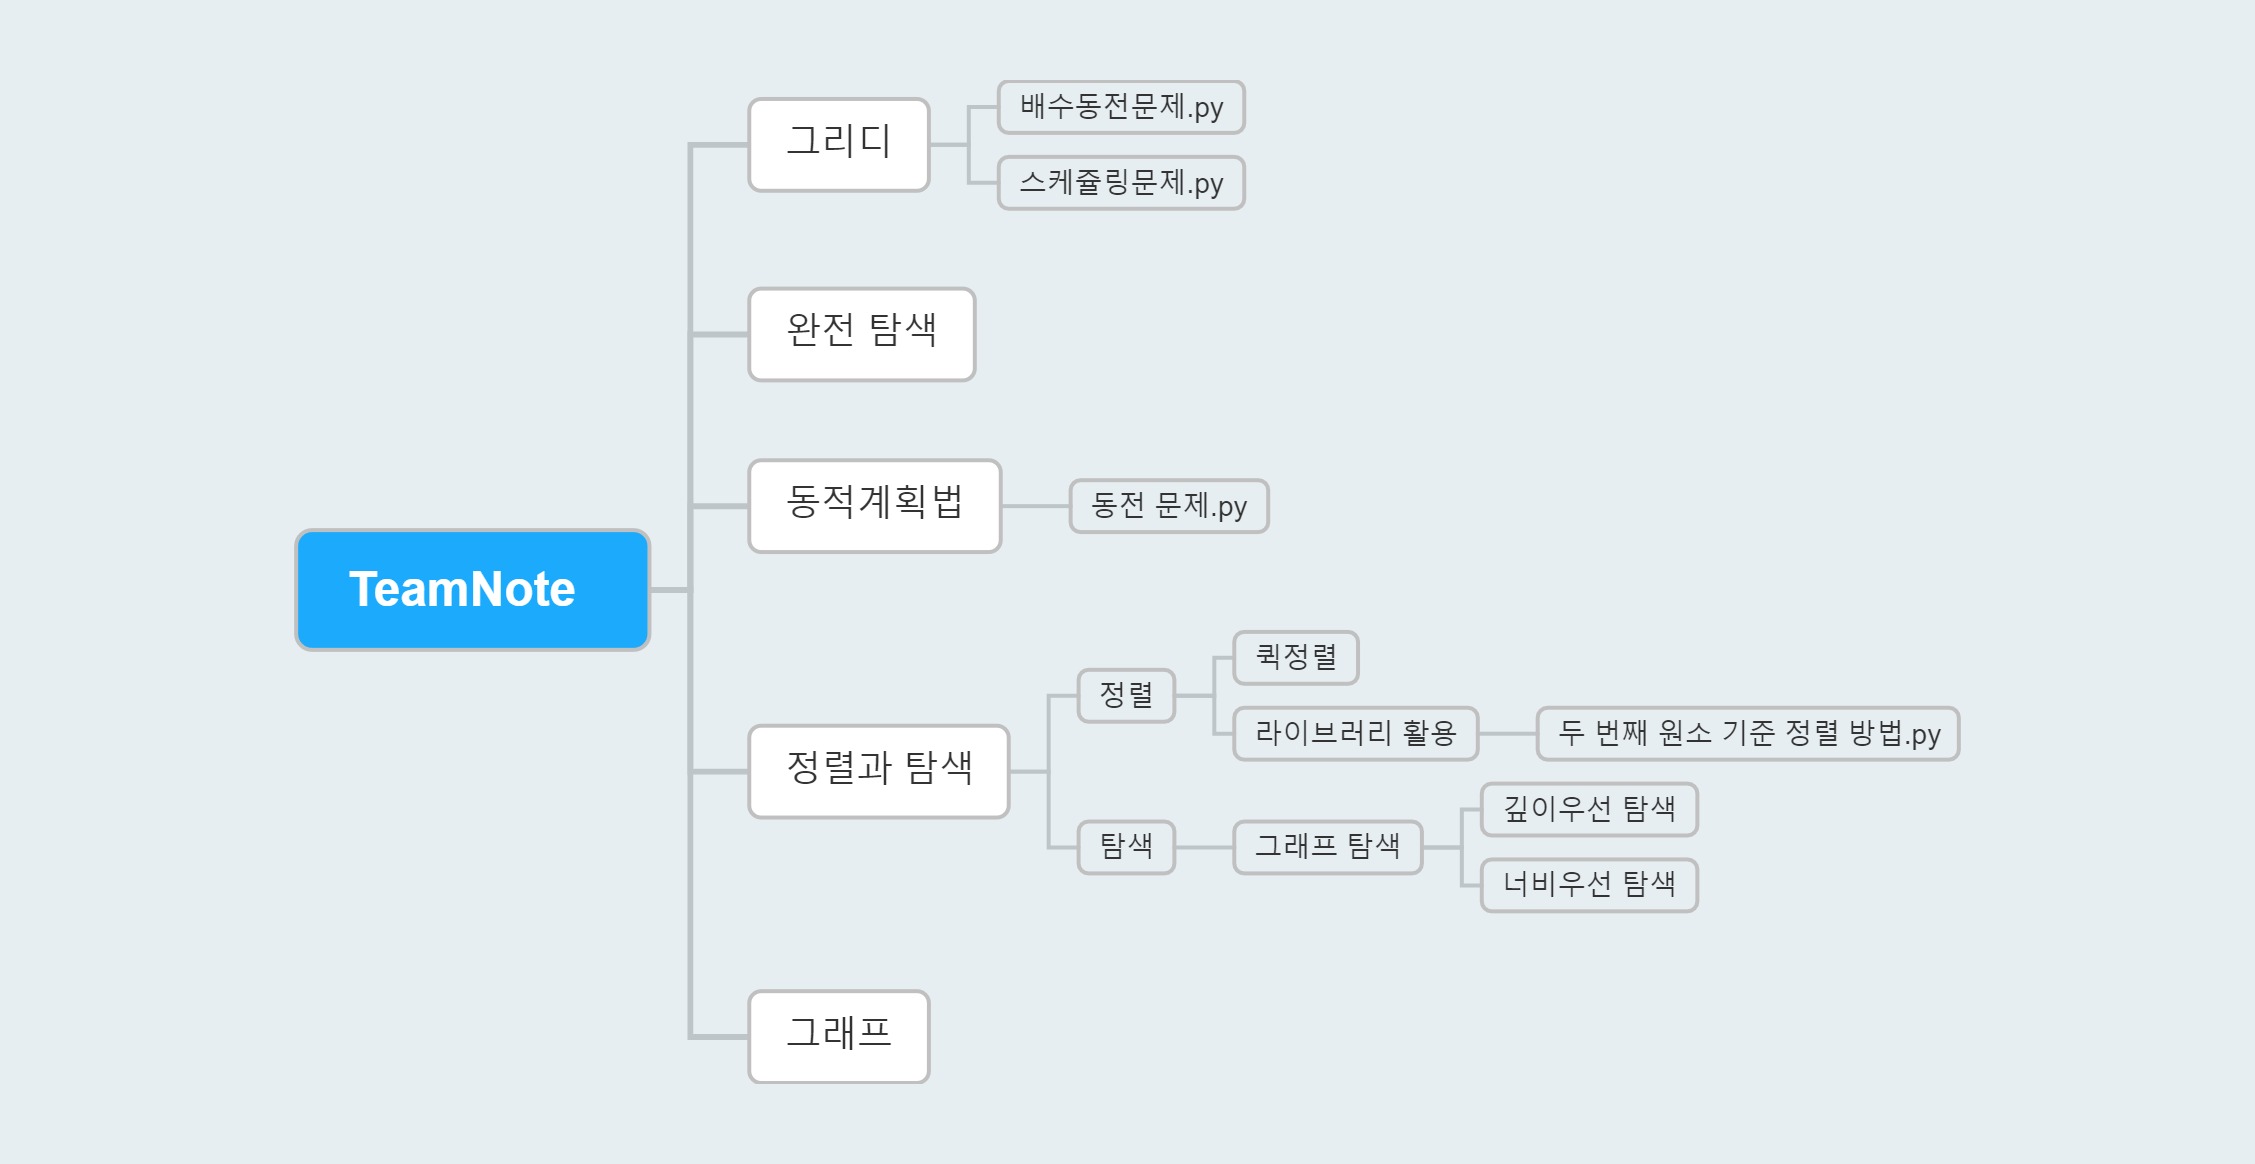 TeamNote
그리디
배수동전문제.py
스케쥴링문제.py
완전 탐색
동적계획법
동전 문제.py
정렬과 탐색
정렬
퀵정렬
라이브러리 활용
두 번째 원소 기준 정렬 방법.py
탐색
그래프 탐색
깊이우선 탐색
너비우선 탐색
그래프